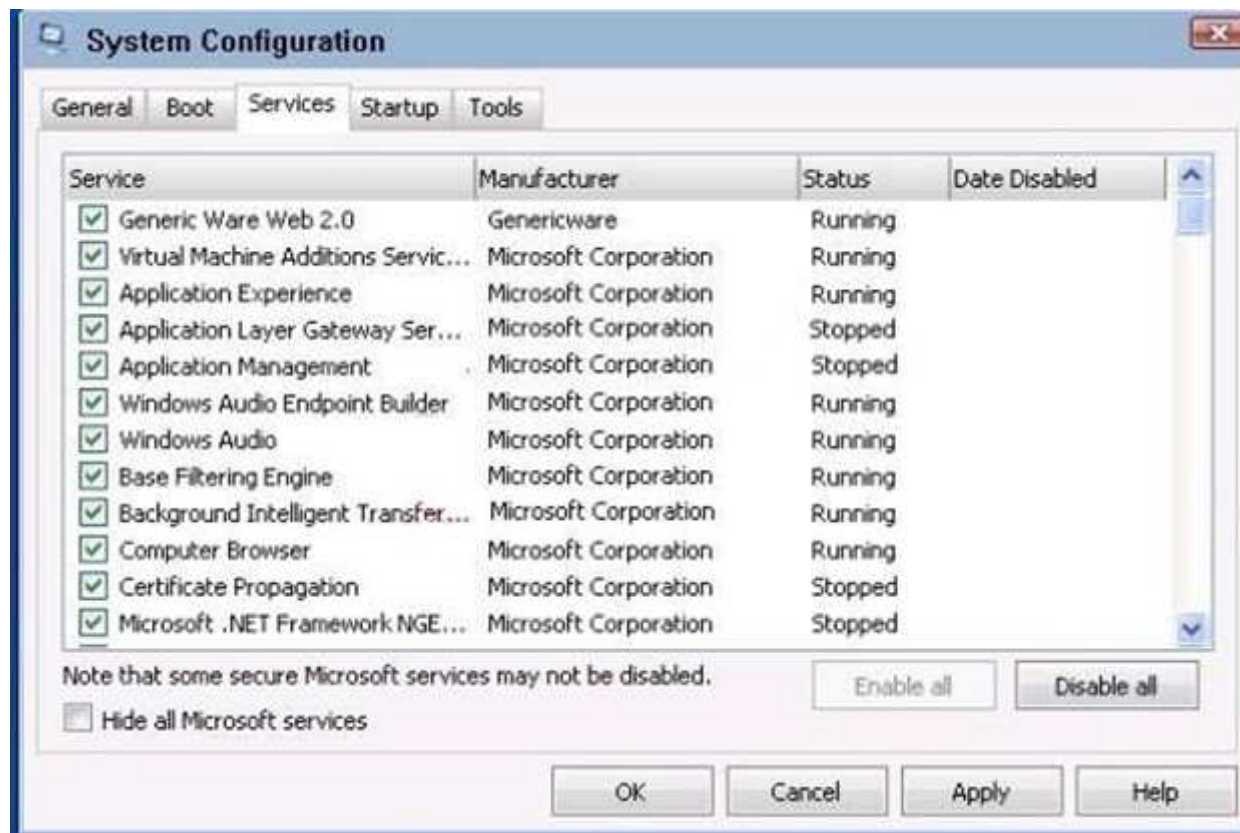 System Configuration
General Boot Services Startup Tools
Service Manufacturer Status Date Disabled
Generic Ware Web 2.0 Genericware Running
Virtual Machine Additions Servic... Microsoft Corporation Running
Application Experience Microsoft Corporation Running
Application Layer Gateway Ser... Microsoft Corporation Stopped
Application Management Microsoft Corporation Stopped
Windows Audio Endpoint Builder Microsoft Corporation Running
Windows Audio Microsoft Corporation Running
Base Filtering Engine Microsoft Corporation Running
Background Intelligent Transfer... Microsoft Corporation Running
Computer Browser Microsoft Corporation Running
Certificate Propagation Microsoft Corporation Stopped
Microsoft .NET Framework NGE... Microsoft Corporation Stopped
Note that some secure Microsoft services may not be disabled.
Enable all Disable all
Hide all Microsoft services
OK Cancel Apply Help